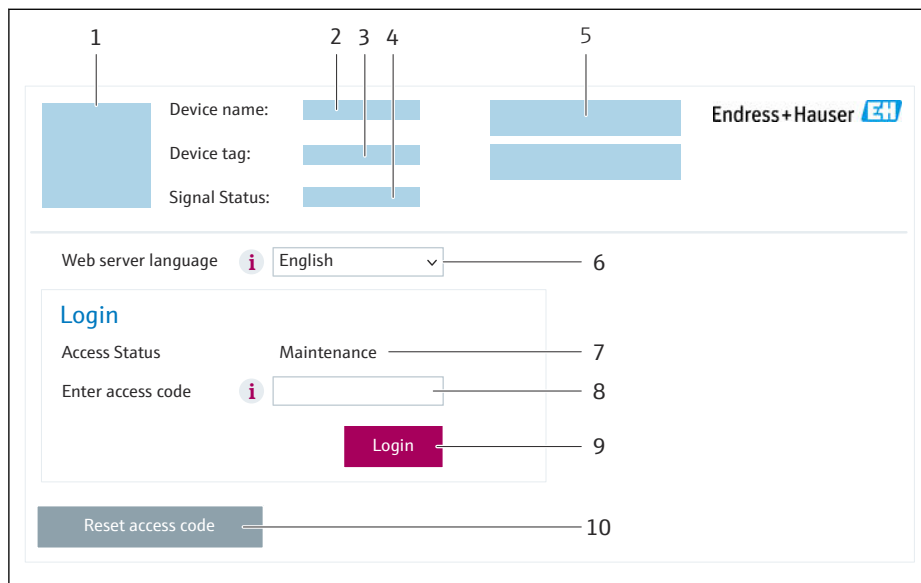 1 2 3 4 5
Device name:
Endress+Hauser EH
Device tag:
Signal Status:
Web server language i English 6
Login
Access Status Maintenance 7
Enter access code i 8
Login 9
Reset access code 10